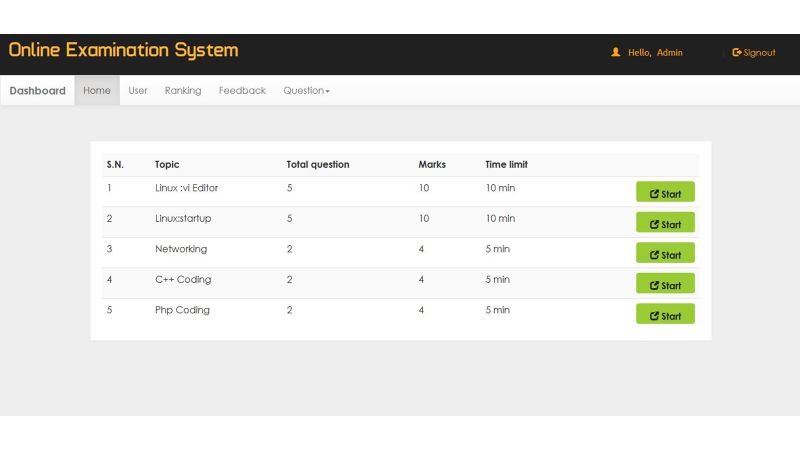 Online Examination System
Hello, Admin Signout
Dashboard Home User Ranking Feedback Question
S.N. Topic Total question Marks Time limit
1 Linux :vi Editor 5 10 10 min Start
2 Linux:startup 5 10 10 min Start
3 Networking 2 4 5 min Start
4 C++ Coding 2 4 5 min Start
5 Php Coding 2 4 5 min Start